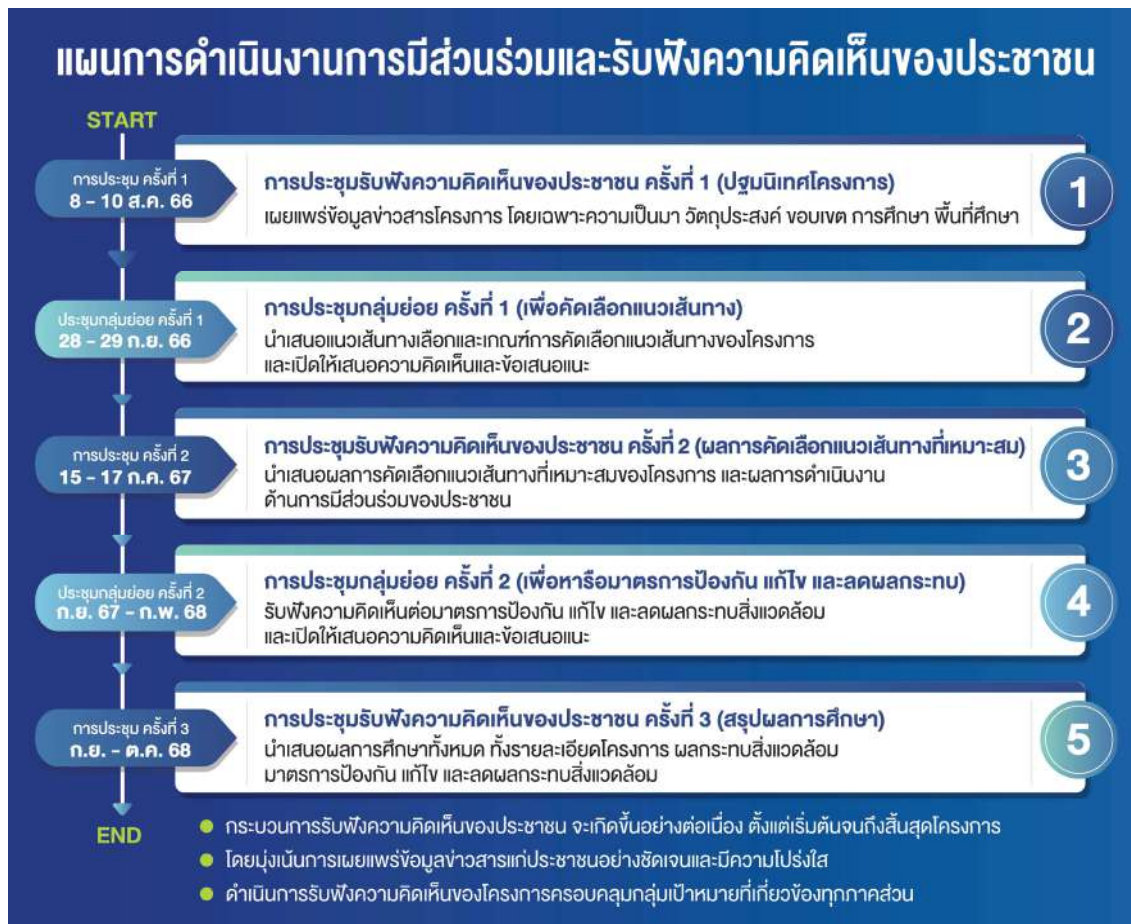 แผนการดำเนินงานการมีส่วนร่วมและรับฟังความคิดเห็นของประชาชน
START
การประชุม ครั้งที่ 1
8 - 10 ส.ค. 66
การประชุมรับฟังความคิดเห็นของประชาชน ครั้งที่ 1 (ปฐมนิเทศโครงการ)
เผยแพร่ข้อมูลข่าวสารโครงการ โดยเฉพาะความเป็นมา วัตถุประสงค์ ขอบเขต การศึกษา พื้นที่ศึกษา
1
ประชุมกลุ่มย่อย ครั้งที่ 1
28 - 29 ก.ย. 66
การประชุมกลุ่มย่อย ครั้งที่ 1 (เพื่อคัดเลือกแนวเส้นทาง)
นำเสนอแนวเส้นทางเลือกและเกณฑ์การคัดเลือกแนวเส้นทางของโครงการ
และเปิดให้เสนอความคิดเห็นและข้อเสนอแนะ
2
การประชุม ครั้งที่ 2
15 - 17 ก.ค. 67
การประชุมรับฟังความคิดเห็นของประชาชน ครั้งที่ 2 (ผลการคัดเลือกแนวเส้นทางที่เหมาะสม)
นำเสนอผลการคัดเลือกแนวเส้นทางที่เหมาะสมของโครงการ และผลการดำเนินงาน
ด้านการมีส่วนร่วมของประชาชน
3
ประชุมกลุ่มย่อย ครั้งที่ 2
ก.ย. 67 - ก.พ. 68
การประชุมกลุ่มย่อย ครั้งที่ 2 (เพื่อหารือมาตรการป้องกัน แก้ไข และลดผลกระทบ)
รับฟังความคิดเห็นต่อมาตรการป้องกัน แก้ไข และลดผลกระทบสิ่งแวดล้อม
และเปิดให้เสนอความคิดเห็นและข้อเสนอแนะ
4
การประชุม ครั้งที่ 3
ก.ย. - ต.ค. 68
การประชุมรับฟังความคิดเห็นของประชาชน ครั้งที่ 3 (สรุปผลการศึกษา)
นำเสนอผลการศึกษาทั้งหมด ทั้งรายละเอียดโครงการ ผลกระทบสิ่งแวดล้อม
มาตรการป้องกัน แก้ไข และลดผลกระทบสิ่งแวดล้อม
5
END
กระบวนการรับฟังความคิดเห็นของประชาชน จะเกิดขึ้นอย่างต่อเนื่อง ตั้งแต่เริ่มต้นจนถึงสิ้นสุดโครงการ
โดยมุ่งเน้นการเผยแพร่ข้อมูลข่าวสารแก่ประชาชนอย่างชัดเจนและมีความโปร่งใส
ดำเนินการรับฟังความคิดเห็นของโครงการครอบคลุมกลุ่มเป้าหมายที่เกี่ยวข้องทุกภาคส่วน